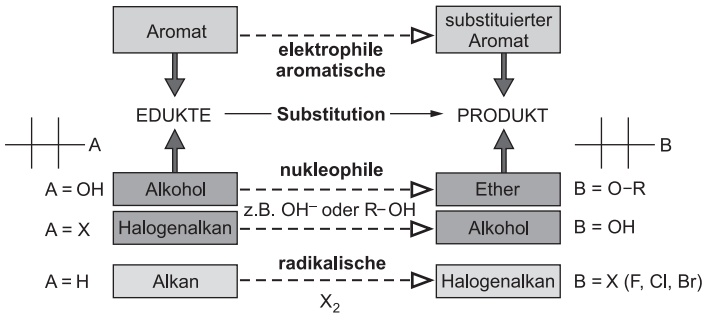 Aromat
elektrophile
aromatische
substituierter
Aromat
EDUKTE
Substitution
PRODUKT
A
B
nukleophile
A = OH
Alkohol
Ether
B = O–R
z.B. OH⁻ oder R–OH
A = X
Halogenalkan
Alkohol
B = OH
radikalische
A = H
Alkan
X₂
Halogenalkan
B = X (F, Cl, Br)